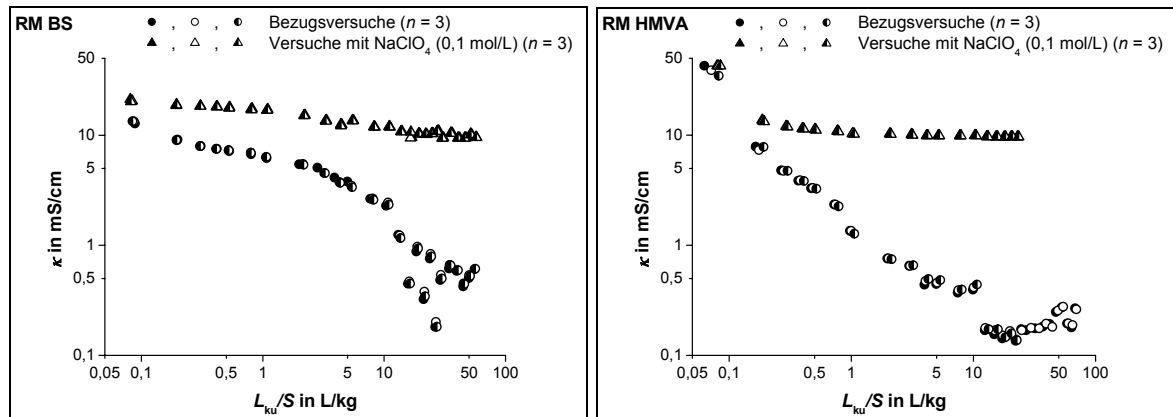 RM BS
, , Bezugsversuche (n = 3)
, , Versuche mit NaClO₄ (0,1 mol/L) (n = 3)
50
10
5
1
0,5
0,1
κ in mS/cm
0,05 0,1 0,5 1 5 10 50 100
L_ku/S in L/kg
RM HMVA
, , Bezugsversuche (n = 3)
, , Versuche mit NaClO₄ (0,1 mol/L) (n = 3)
50
10
5
1
0,5
0,1
κ in mS/cm
0,05 0,1 0,5 1 5 10 50 100
L_ku/S in L/kg